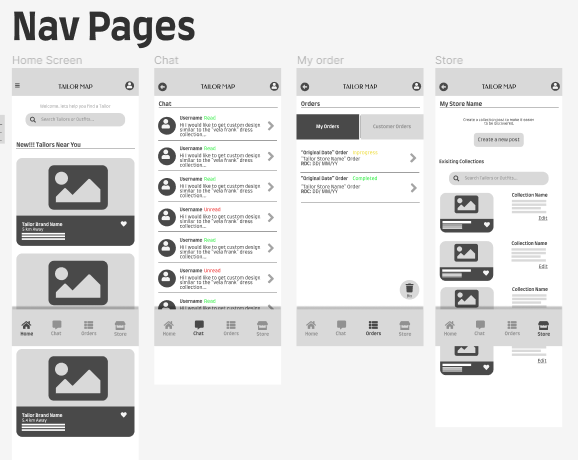 Nav Pages
Home Screen
TAILOR MAP
Welcome, lets help you find a Tailor
Search Tailors or Outfits...
New!!! Tailors Near You
Tailor Brand Name
5 km Away
Home
Chat
Orders
Store
Tailor Brand Name
5.4 km Away
Chat
TAILOR MAP
Chat
Username Read
Hi I would like to get custom design
similar to the "vela frank" dress
collection...
Username Read
Hi I would like to get custom design
similar to the "vela frank" dress
collection...
Username Read
Hi I would like to get custom design
similar to the "vela frank" dress
collection...
Username Unread
Hi I would like to get custom design
similar to the "vela frank" dress
collection...
Username Read
Hi I would like to get custom design
similar to the "vela frank" dress
collection...
Username Unread
Hi I would like to get custom design
similar to the "vela frank" dress
collection...
Username Read
Hi I would like to get custom design
Home
Chat
Orders
Store
My order
TAILOR MAP
Orders
My Orders
Customer Orders
"Original Date" Order
"Tailor Store Name" Order
DD/ MM/YY
"Original Date" Order - Completed
"Tailor Store Name" Order
DD/ MM/YY
Bin
Home
Chat
Orders
Store
Store
TAILOR MAP
My Store Name
Create a collection post to make it easier
to be discovered.
Create a new post
Existing Collections
Search Tailors or Outfits...
Collection Name
Edit
Collection Name
Edit
Collection Name
Home
Chat
Orders
Store
Edit